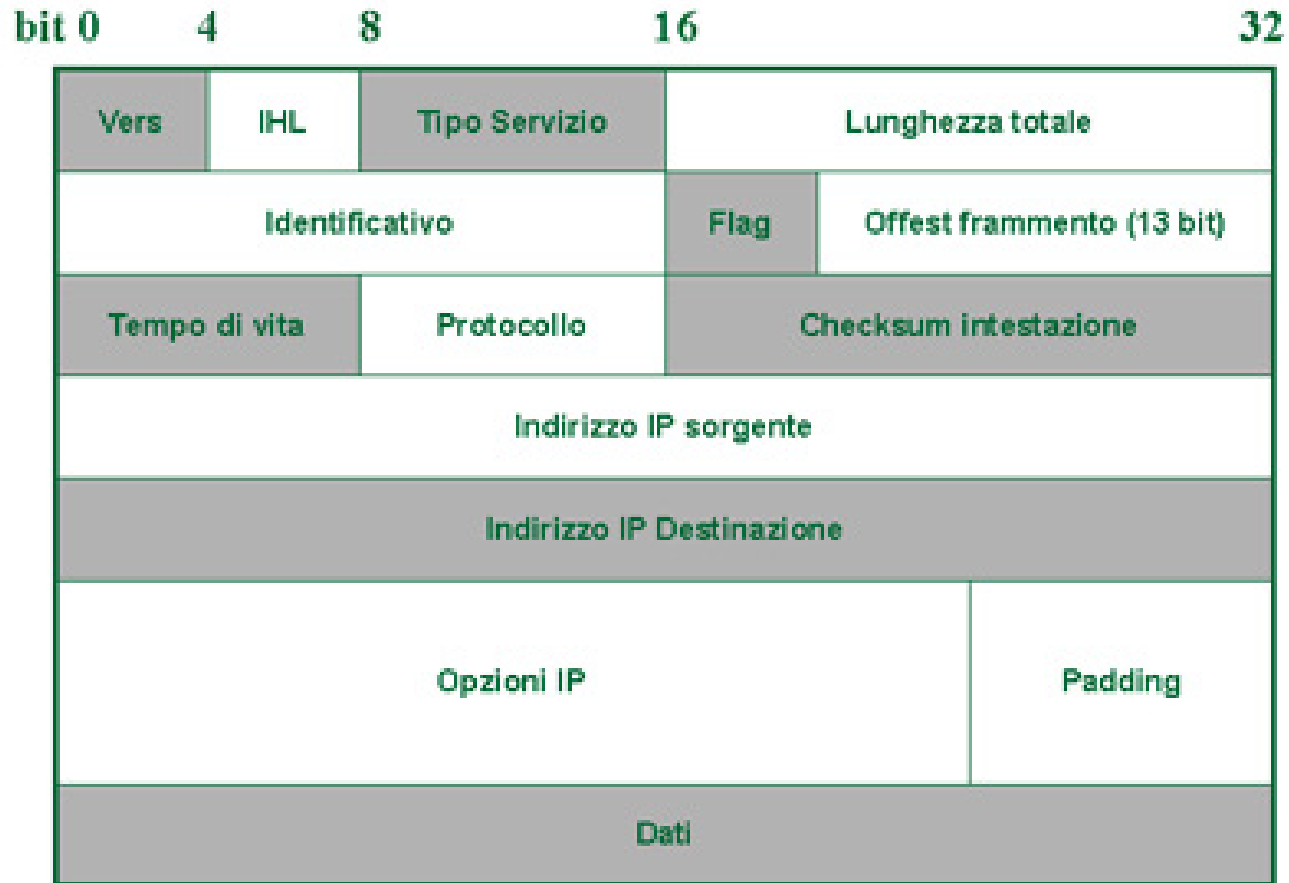 bit 0 4 8 16 32
Vers IHL Tipo Servizio Lunghezza totale
Identificativo Flag Offest frammento (13 bit)
Tempo di vita Protocollo Checksum intestazione
Indirizzo IP sorgente
Indirizzo IP Destinazione
Opzioni IP Padding
Dati